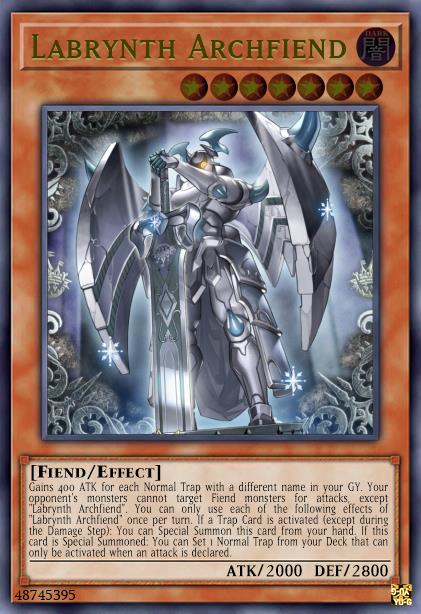 LABRYNTH ARCHFIEND
DARK
闇
[FIEND/EFFECT]
Gains 400 ATK for each Normal Trap with a different name in your GY. Your
opponent's monsters cannot target Fiend monsters for attacks, except
"Labrynth Archfiend". You can only use each of the following effects of
"Labrynth Archfiend" once per turn. If a Trap Card is activated (except during
the Damage Step): You can Special Summon this card from your hand. If this
card is Special Summoned: You can Set 1 Normal Trap from your Deck that can
only be activated when an attack is declared.
ATK/2000 DEF/2800
48745395